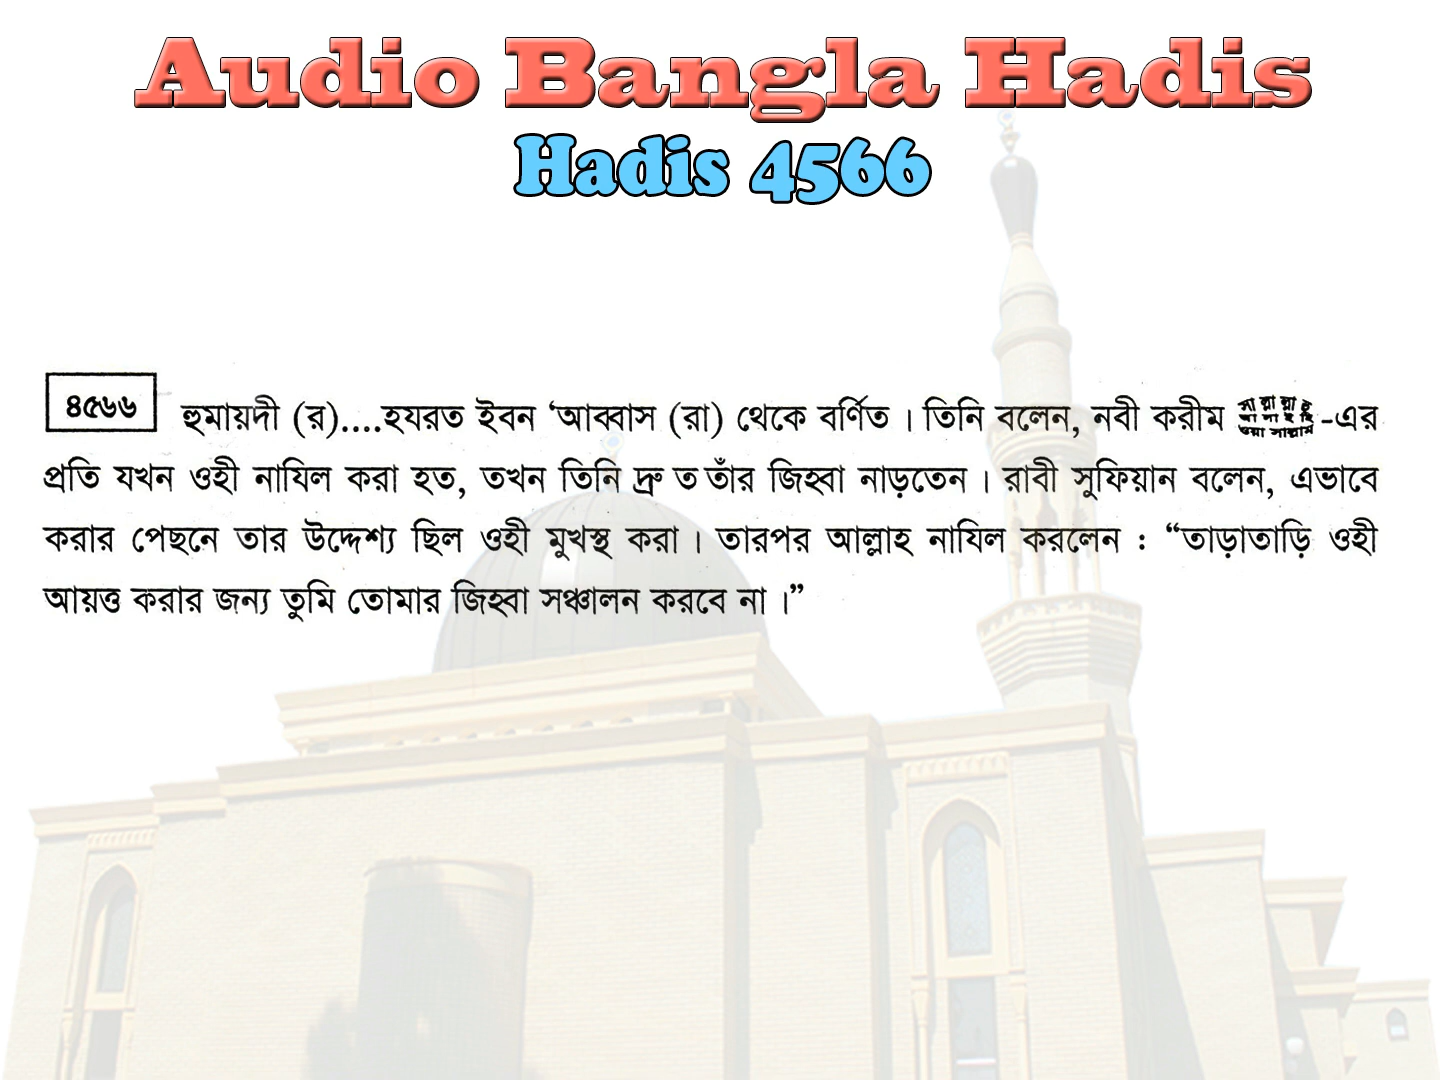 Audio Bangla Hadis
Hadis 4566
৪৫৬৬ হুমায়দী (র)....হযরত ইবন ‘আব্বাস (রা) থেকে বর্ণিত । তিনি বলেন, নবী করীম -এর
প্রতি যখন ওহী নাযিল করা হত, তখন তিনি দ্রু ত তাঁর জিহ্বা নাড়তেন । রাবী সুফিয়ান বলেন, এভাবে
করার পেছনে তার উদ্দেশ্য ছিল ওহী মুখস্থ করা । তারপর আল্লাহ নাযিল করলেন : “তাড়াতাড়ি ওহী
আয়ত্ত করার জন্য তুমি তোমার জিহ্বা সঞ্চালন করবে না ।”